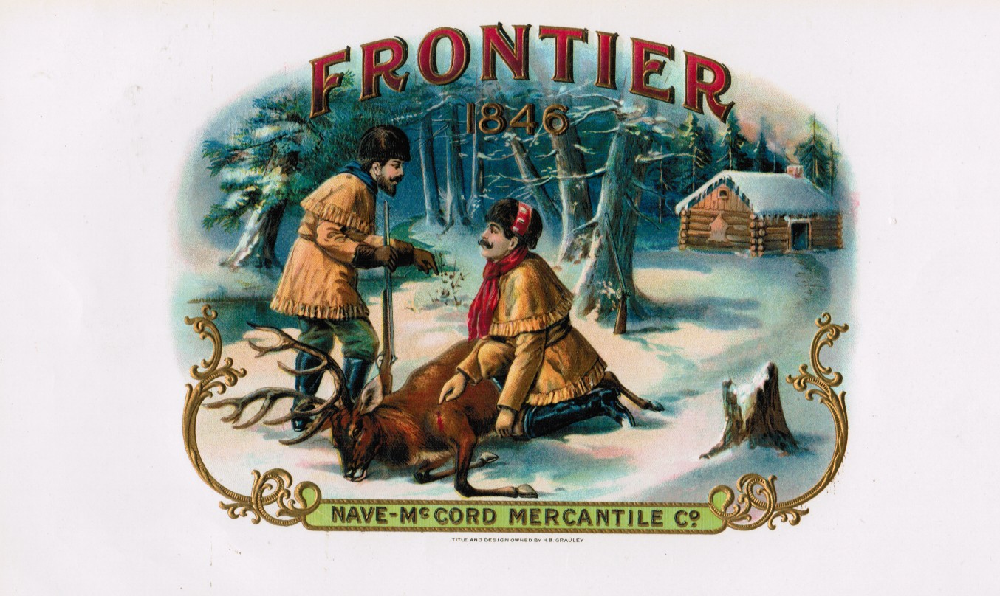 FRONTIER
1846
NAVE-McCORD MERCANTILE Co
TITLE AND DESIGN OWNED BY H.B. GRAULEY